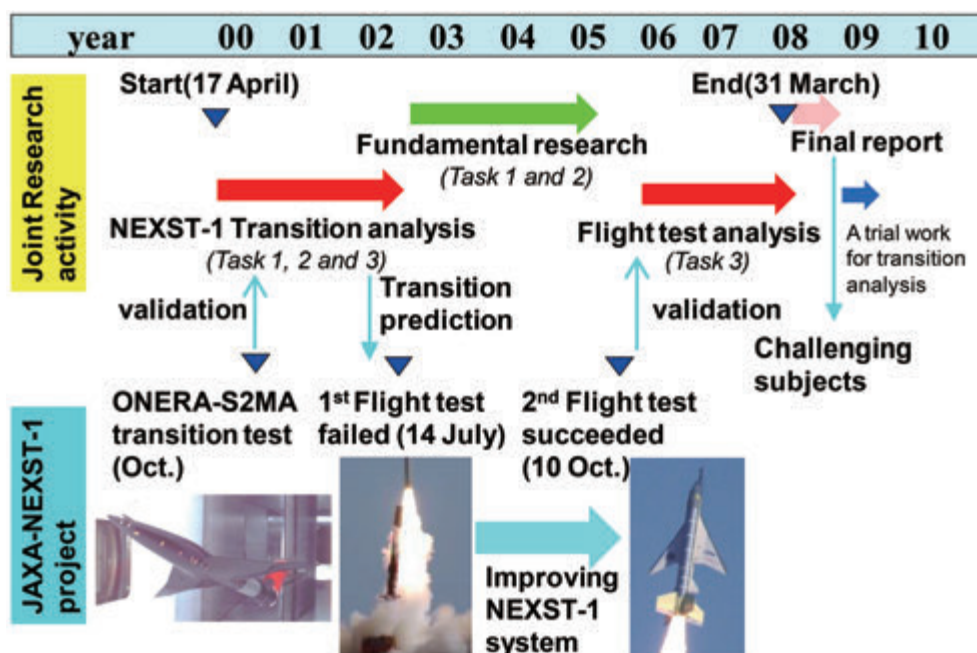 year 00 01 02 03 04 05 06 07 08 09 10
Joint Research
activity
Start(17 April)
End(31 March)
Fundamental research
(Task 1 and 2)
Final report
NEXST-1 Transition analysis
(Task 1, 2 and 3)
Flight test analysis
(Task 3)
A trial work
for transition
analysis
validation
Transition
prediction
validation
Challenging
subjects
JAXA-NEXST-1
project
ONERA-S2MA
transition test
(Oct.)
1st Flight test
failed (14 July)
2nd Flight test
succeeded
(10 Oct.)
Improving
NEXST-1
system